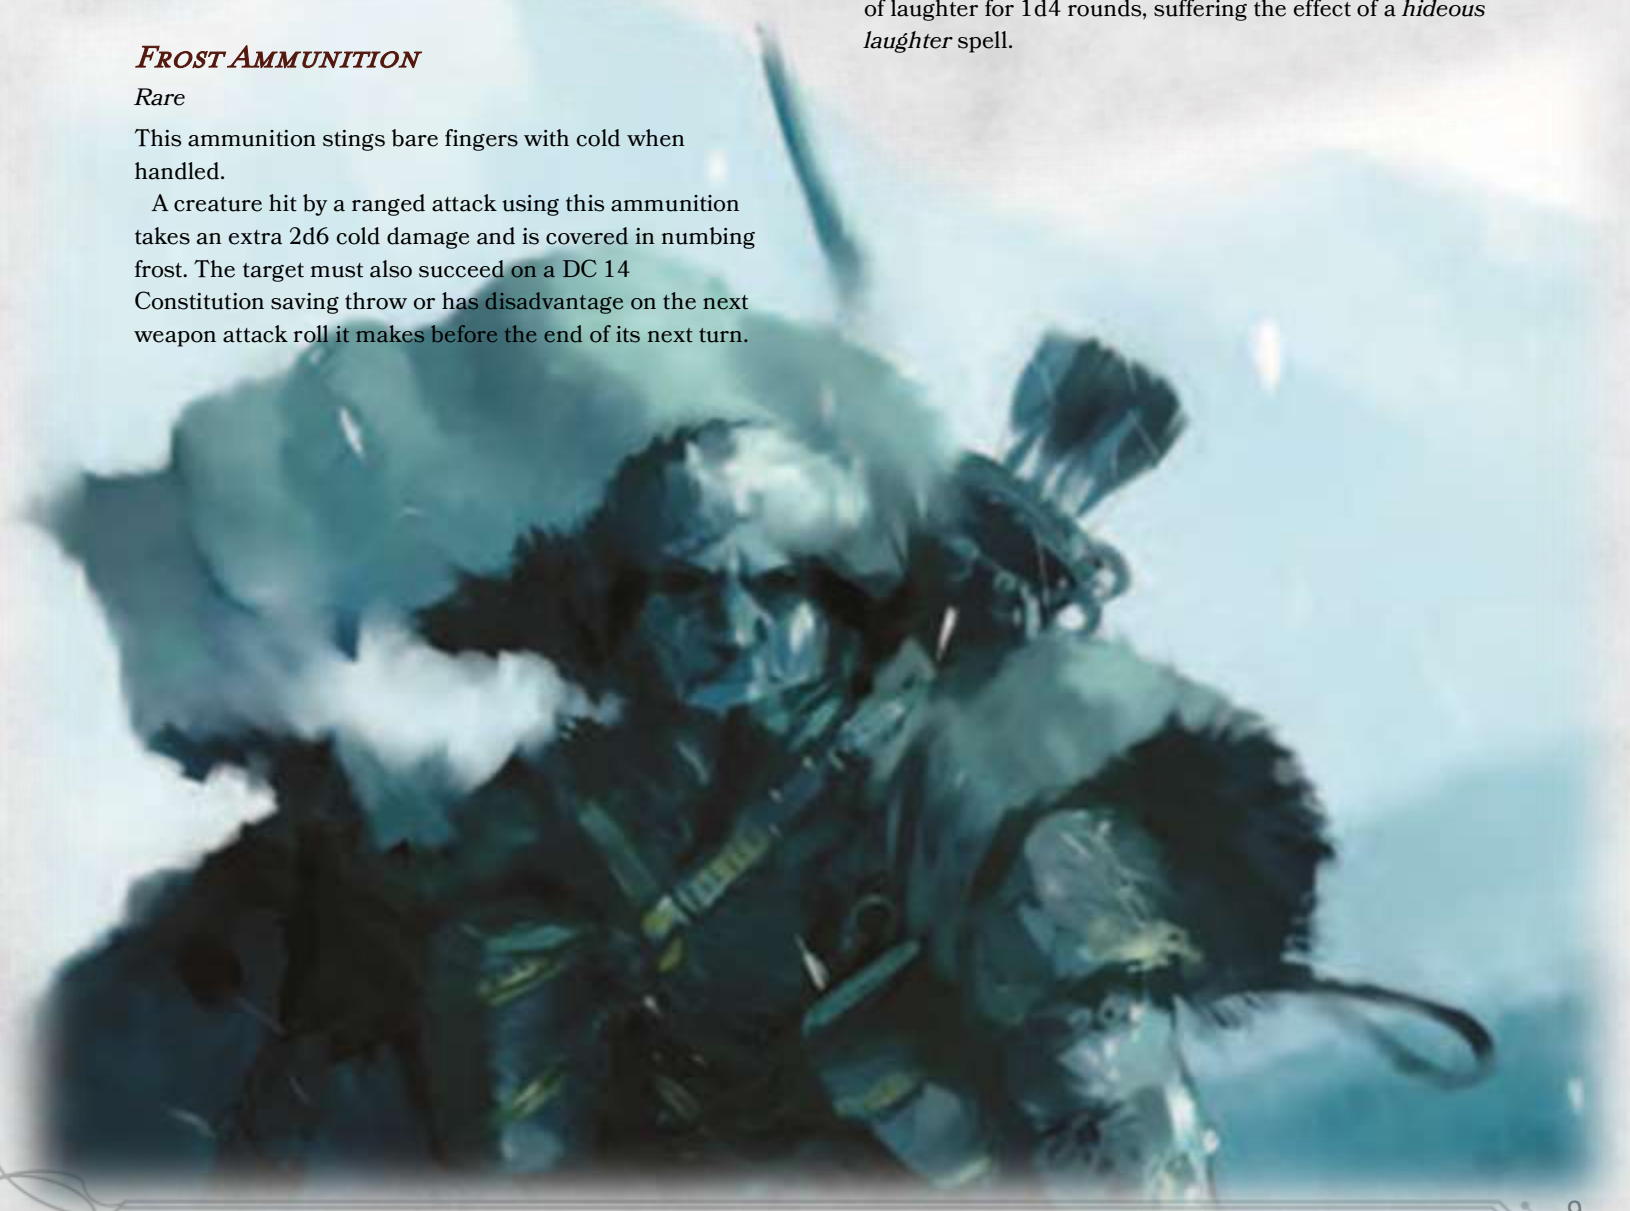 FROST AMMUNITION
Rare
This ammunition stings bare fingers with cold when
handled.
A creature hit by a ranged attack using this ammunition
takes an extra 2d6 cold damage and is covered in numbing
frost. The target must also succeed on a DC 14
Constitution saving throw or has disadvantage on the next
weapon attack roll it makes before the end of its next turn.
of laughter for 1d4 rounds, suffering the effect of a hideous
laughter spell.